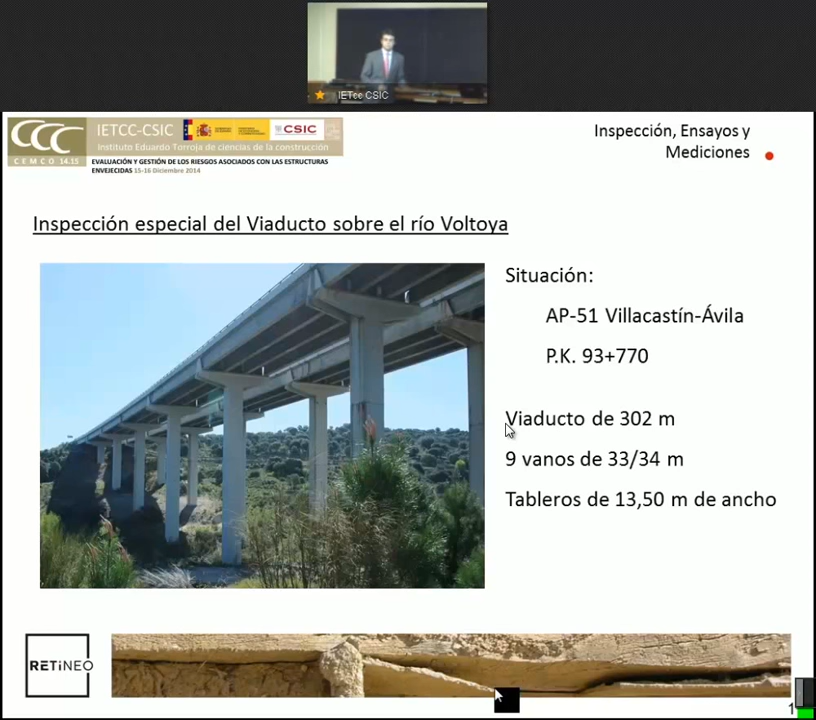 IETcc CSIC
CCC
CEMCO 14.15
IETCC-CSIC
CSIC
Instituto Eduardo Torroja de ciencias de la construcción
EVALUACIÓN Y GESTIÓN DE LOS RIESGOS ASOCIADOS CON LAS ESTRUCTURAS
ENVEJECIDAS 15-16 Diciembre 2014
Inspección, Ensayos y
Mediciones
Inspección especial del Viaducto sobre el río Voltoya
Situación:
AP-51 Villacastín-Ávila
P.K. 93+770
Viaducto de 302 m
9 vanos de 33/34 m
Tableros de 13,50 m de ancho
RETINEO
1